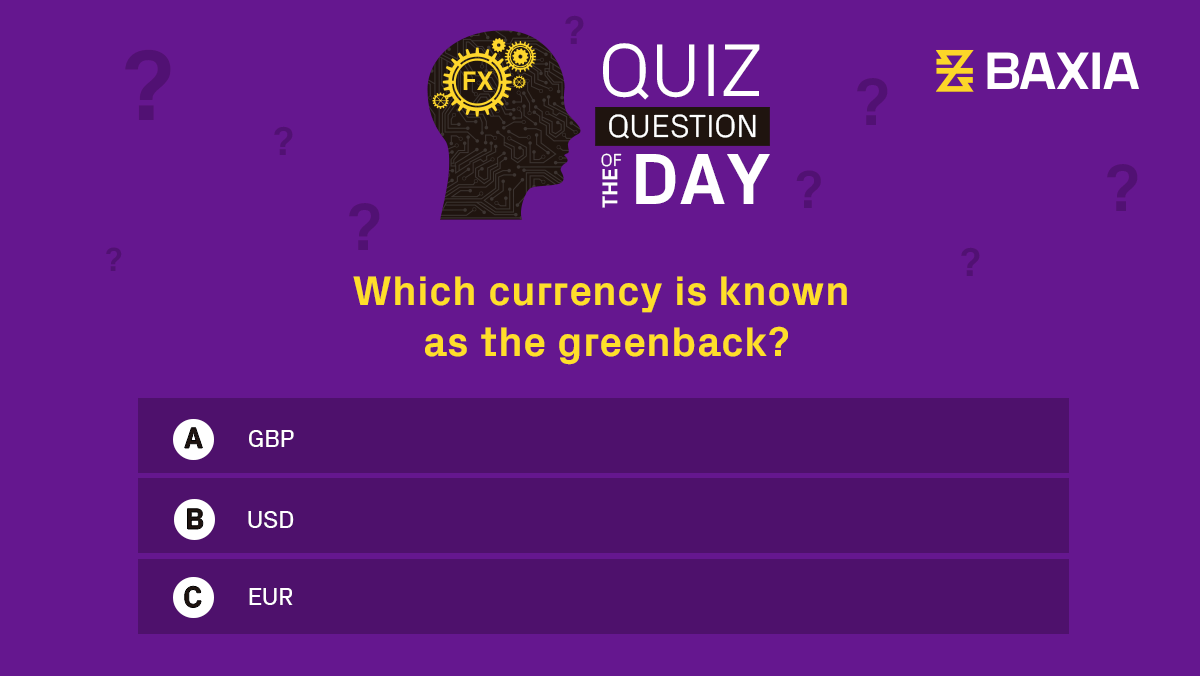 FX
QUIZ
QUESTION
OF THE DAY
BAXIA
Which currency is known
as the greenback?
A GBP
B USD
C EUR